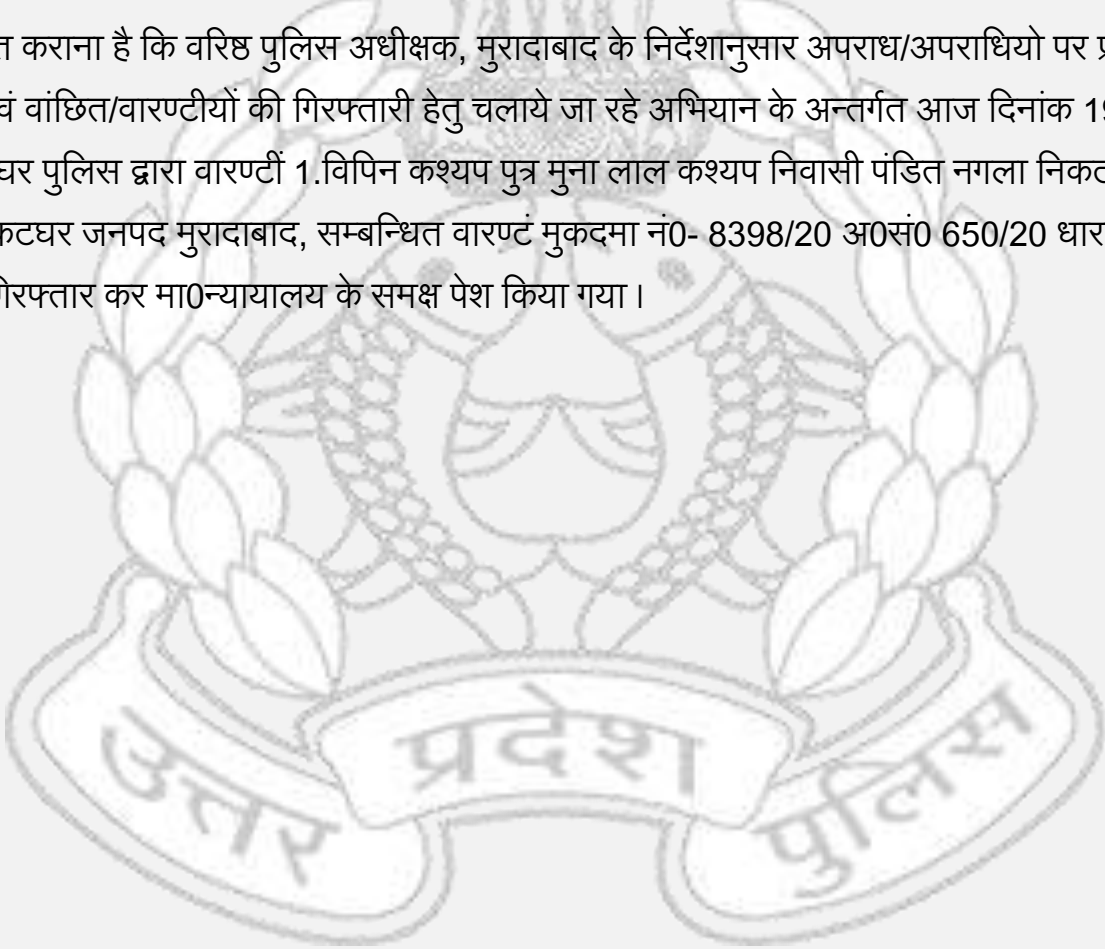 त कराना है कि वरिष्ठ पुलिस अधीक्षक, मुरादाबाद के निर्देशानुसार अपराध/अपराधियो पर प्र
वं वांछित/वारण्टीयों की गिरफ्तारी हेतु चलाये जा रहे अभियान के अन्तर्गत आज दिनांक 19
घर पुलिस द्वारा वारण्टीं 1.विपिन कश्यप पुत्र मुना लाल कश्यप निवासी पंडित नगला निकट
कटघर जनपद मुरादाबाद, सम्बन्धित वारण्टं मुकदमा नं0- 8398/20 अ0सं0 650/20 धार
गिरफ्तार कर मा0न्यायालय के समक्ष पेश किया गया।
उत्तर प्रदेश पुलिस